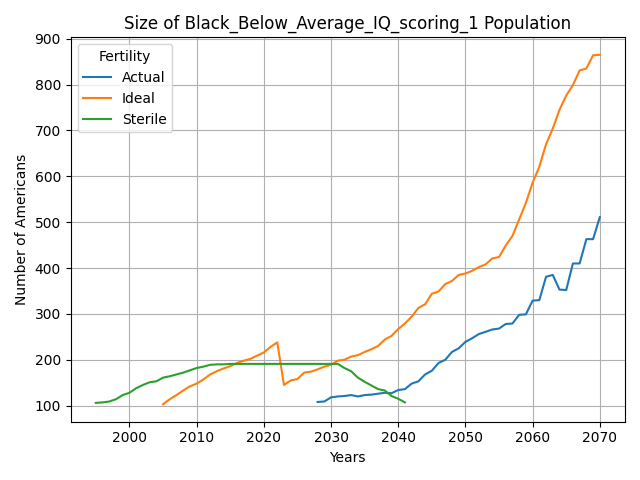 Size of Black_Below_Average_IQ_scoring_1 Population
Number of Americans
900
800
700
600
500
400
300
200
100
Fertility
Actual
Ideal
Sterile
2000 2010 2020 2030 2040 2050 2060 2070
Years